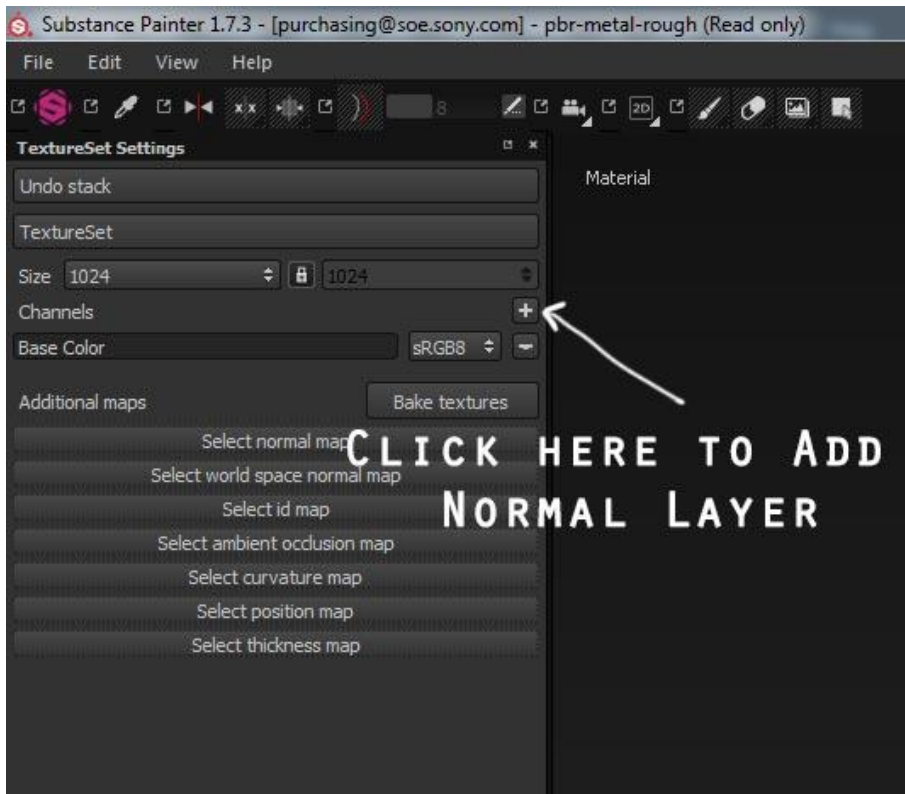 Substance Painter 1.7.3 - [purchasing@soe.sony.com] - pbr-metal-rough (Read only)
File Edit View Help
8
2D
TextureSet Settings
Material
Undo stack
TextureSet
Size 1024 1024
Channels
Base Color sRGB8
Additional maps Bake textures
Select normal map
Select world space normal map
Select id map
Select ambient occlusion map
Select curvature map
Select position map
Select thickness map
CLICK HERE TO ADD
NORMAL LAYER